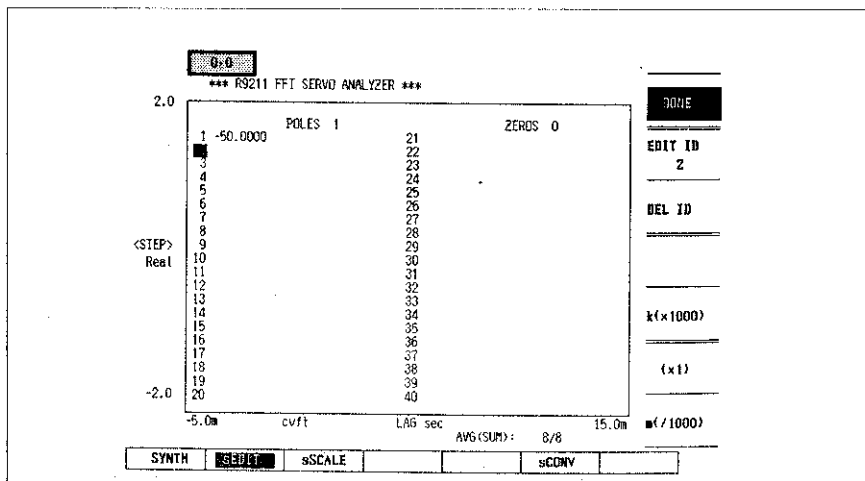 0.0
*** R9211 FFT SERVO ANALYZER ***
2.0
DONE
POLES 1 ZEROS 0
1 -50.0000 21
22
EDIT ID
2
3 23
4 24
5 25
6 26
DEL ID
7 27
8 28
<STEP> 9 29
Real 10 30
11 31
12 32
13 33
14 34
k(×1000)
15 35
16 36
17 37
18 38
(×1)
19 39
-2.0 20 40
-5.0m cvft LAG sec 15.0m
m(/1000)
AVG(SUM): 8/8
SYNTH SEDIT sSCALE sCONV